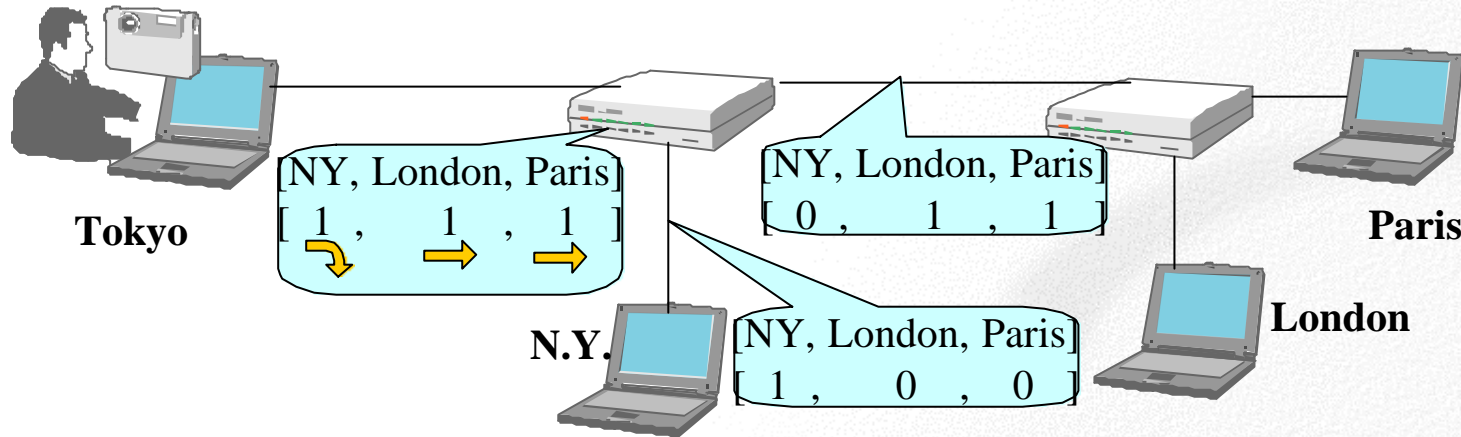 [NY, London, Paris]
[ 1 , 1 , 1 ]
Tokyo
[NY, London, Paris]
[ 0 , 1 , 1 ]
Paris
N.Y.
[NY, London, Paris]
[ 1 , 0 , 0 ]
London